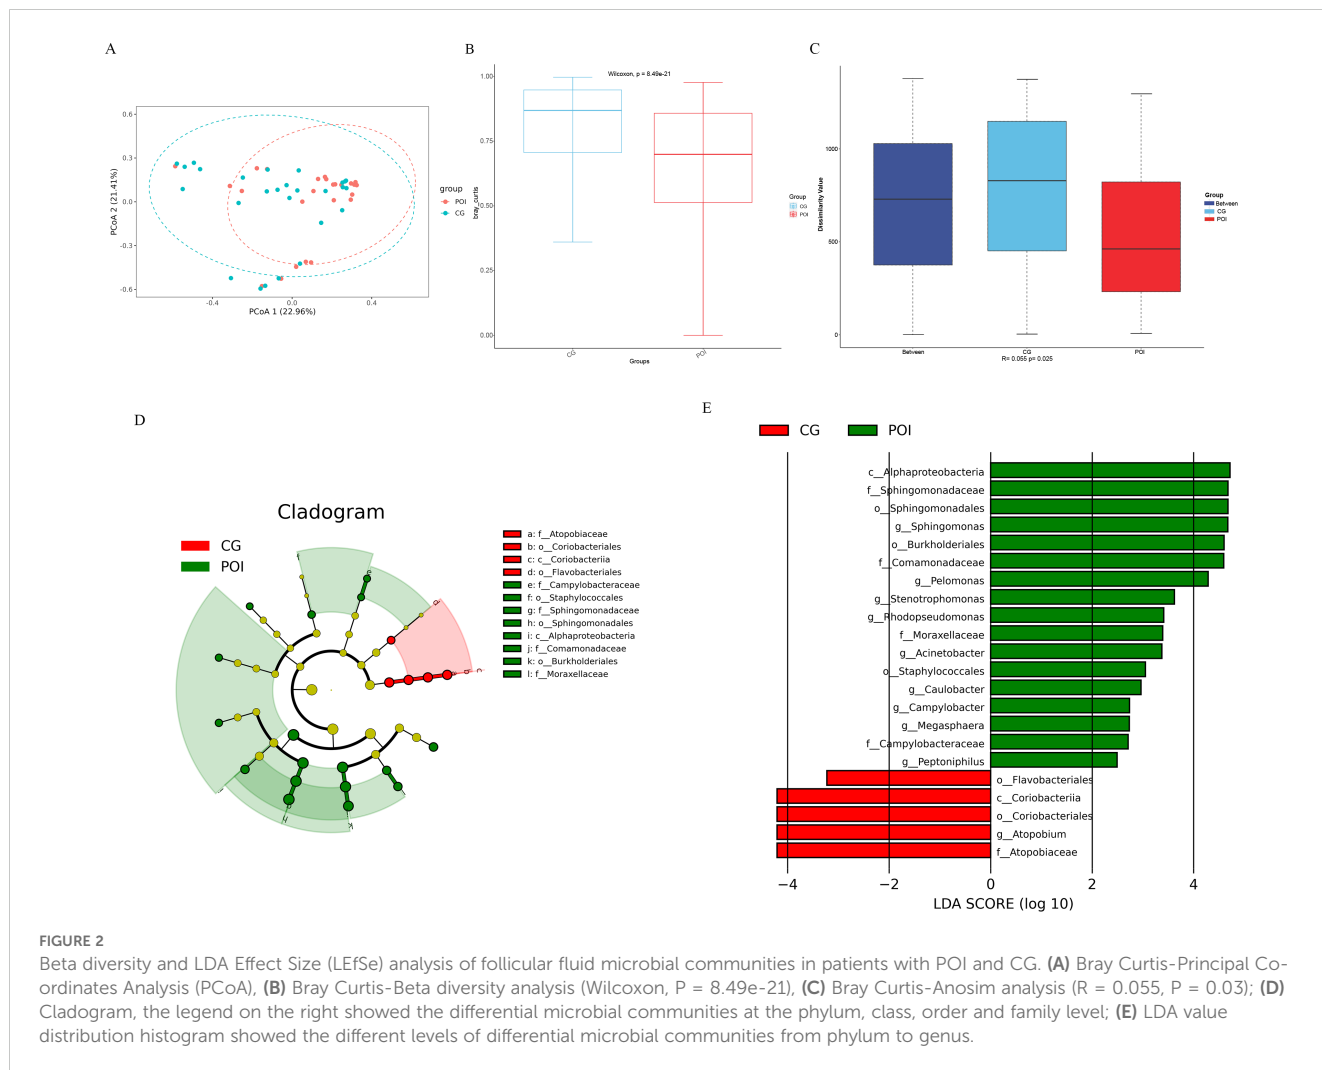 A
0.6
0.3
0.0
-0.3
-0.6
-0.4
0.0
0.4
PCoA 2 (21.41%)
PCoA 1 (22.96%)
group
POI
CG
B
Wilcoxon, p = 8.49e-21
1.00
0.75
0.50
0.25
0.00
bray_curtis
CG
POI
Groups
Group
CG
POI
C
1000
500
0
Dissimilarity Value
Between
CG
POI
R= 0.055 p= 0.025
Group
Between
CG
POI
D
Cladogram
CG
POI
a: f__Atopobiaceae
b: o__Coriobacteriales
c: c__Coriobacteriia
d: o__Flavobacteriales
e: f__Campylobacteraceae
f: o__Staphylococcales
g: f__Sphingomonadaceae
h: o__Sphingomonadales
i: c__Alphaproteobacteria
j: f__Comamonadaceae
k: o__Burkholderiales
l: f__Moraxellaceae
E
CG
POI
c__Alphaproteobacteria
f__Sphingomonadaceae
o__Sphingomonadales
g__Sphingomonas
o__Burkholderiales
f__Comamonadaceae
g__Pelomonas
g__Stenotrophomonas
g__Rhodopseudomonas
f__Moraxellaceae
g__Acinetobacter
o__Staphylococcales
g__Caulobacter
g__Campylobacter
g__Megasphaera
f__Campylobacteraceae
g__Peptoniphilus
o__Flavobacteriales
c__Coriobacteriia
o__Coriobacteriales
g__Atopobium
f__Atopobiaceae
−4
−2
0
2
4
LDA SCORE (log 10)
FIGURE 2
Beta diversity and LDA Effect Size (LEfSe) analysis of follicular fluid microbial communities in patients with POI and CG. (A) Bray Curtis-Principal Co-
ordinates Analysis (PCoA), (B) Bray Curtis-Beta diversity analysis (Wilcoxon, P = 8.49e-21), (C) Bray Curtis-Anosim analysis (R = 0.055, P = 0.03); (D)
Cladogram, the legend on the right showed the differential microbial communities at the phylum, class, order and family level; (E) LDA value
distribution histogram showed the different levels of differential microbial communities from phylum to genus.